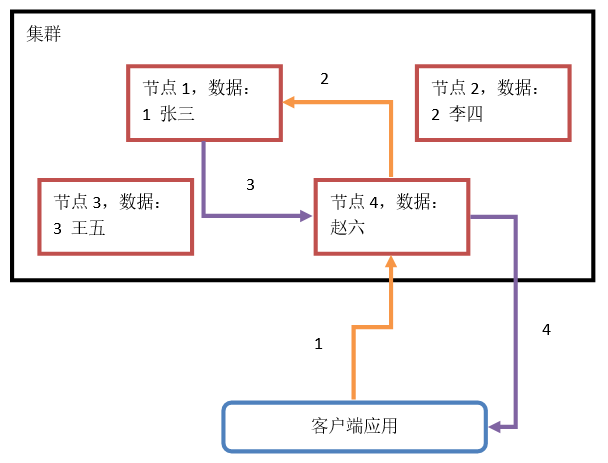 集群
节点 1，数据：
1 张三
2
节点 2，数据：
2 李四
3
节点 3，数据：
3 王五
节点 4，数据：
赵六
1
4
客户端应用